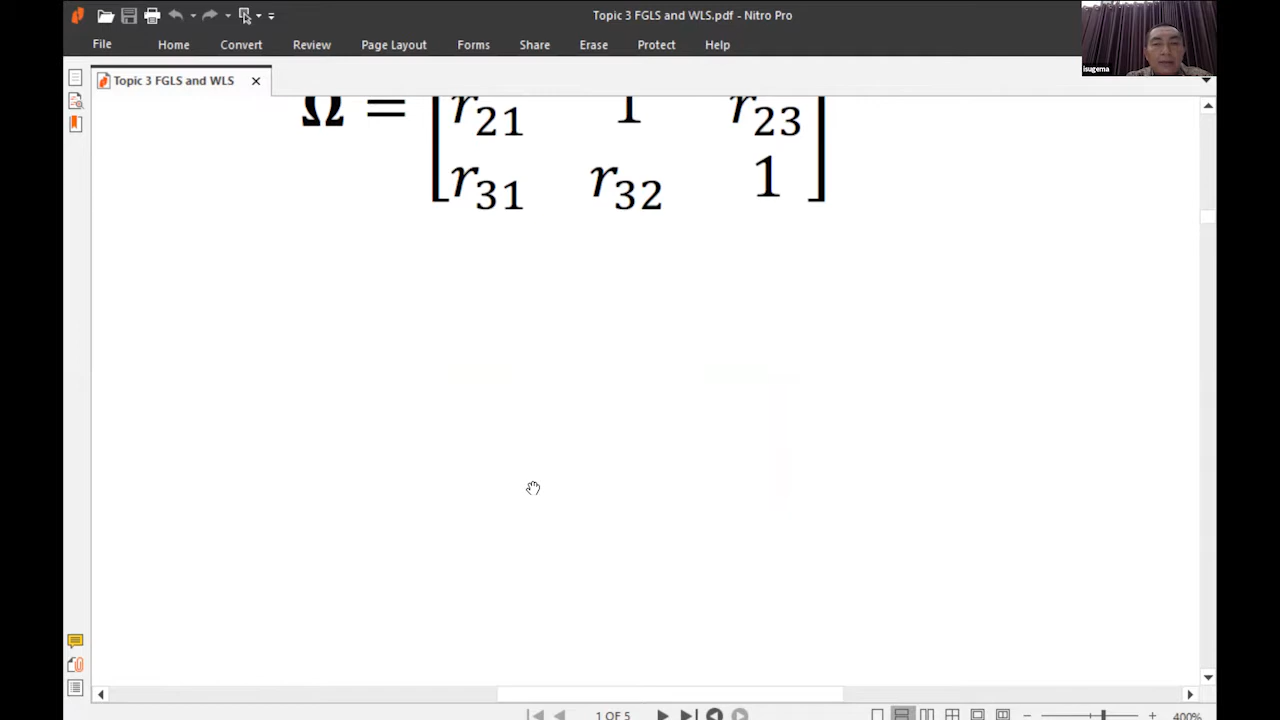 Topic 3 FGLS and WLS.pdf - Nitro Pro
File Home Convert Review Page Layout Forms Share Erase Protect Help
isugema
Topic 3 FGLS and WLS ×
Ω = [ r21 1 r23
r31 r32 1 ]
1 OF 5
400%